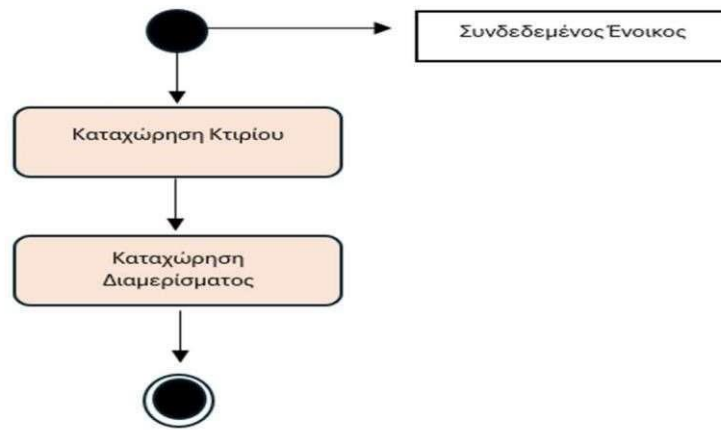 Συνδεδεμένος Ένοικος
Καταχώρηση Κτιρίου
Καταχώρηση
Διαμερίσματος